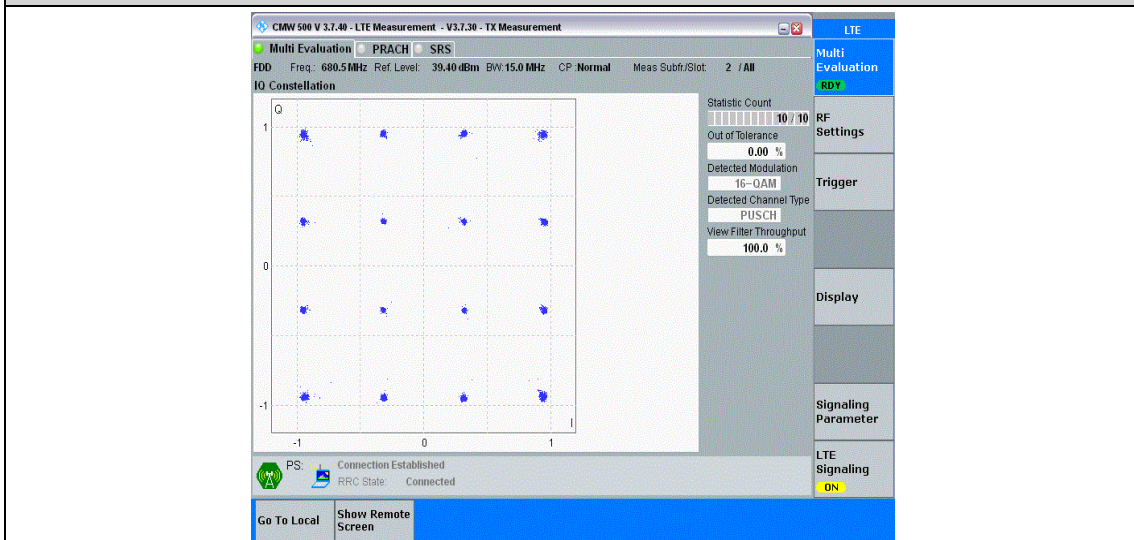 CMW 500 V 3.7.40 - LTE Measurement - V3.7.30 - TX Measurement
LTE
Multi Evaluation PRACH SRS
Multi
Evaluation
RDY
FDD Freq.: 680.5 MHz Ref. Level: 39.40 dBm BW: 15.0 MHz CP :Normal Meas Subfr./Slot: 2 / All
IQ Constellation
Q
1
0
-1
I
-1 0 1
Statistic Count
10 / 10
Out of Tolerance
0.00 %
Detected Modulation
16-QAM
Detected Channel Type
PUSCH
View Filter Throughput
100.0 %
RF
Settings
Trigger
Display
Signaling
Parameter
LTE
Signaling
ON
PS: Connection Established
RRC State: Connected
Go To Local
Show Remote
Screen